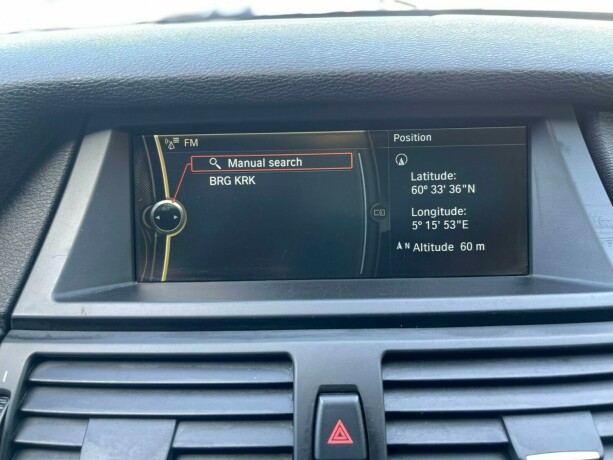 FM
Manual search
BRG KRK
Position
Latitude:
60° 33' 36"N
Longitude:
5° 15' 53"E
N Altitude 60 m